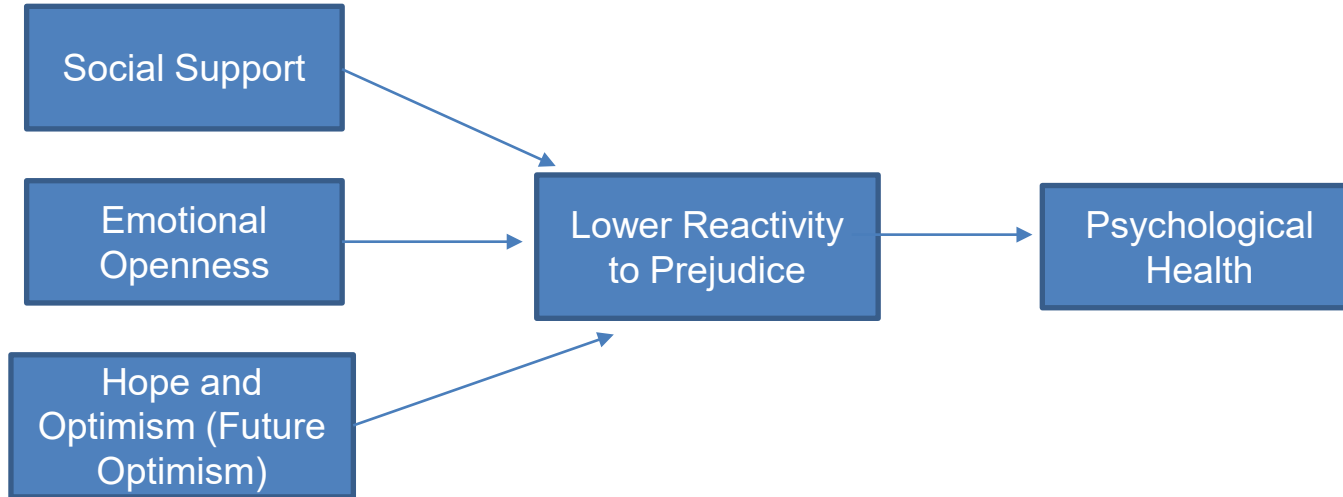 Social Support
Emotional
Openness
Hope and
Optimism (Future
Optimism)
Lower Reactivity
to Prejudice
Psychological
Health